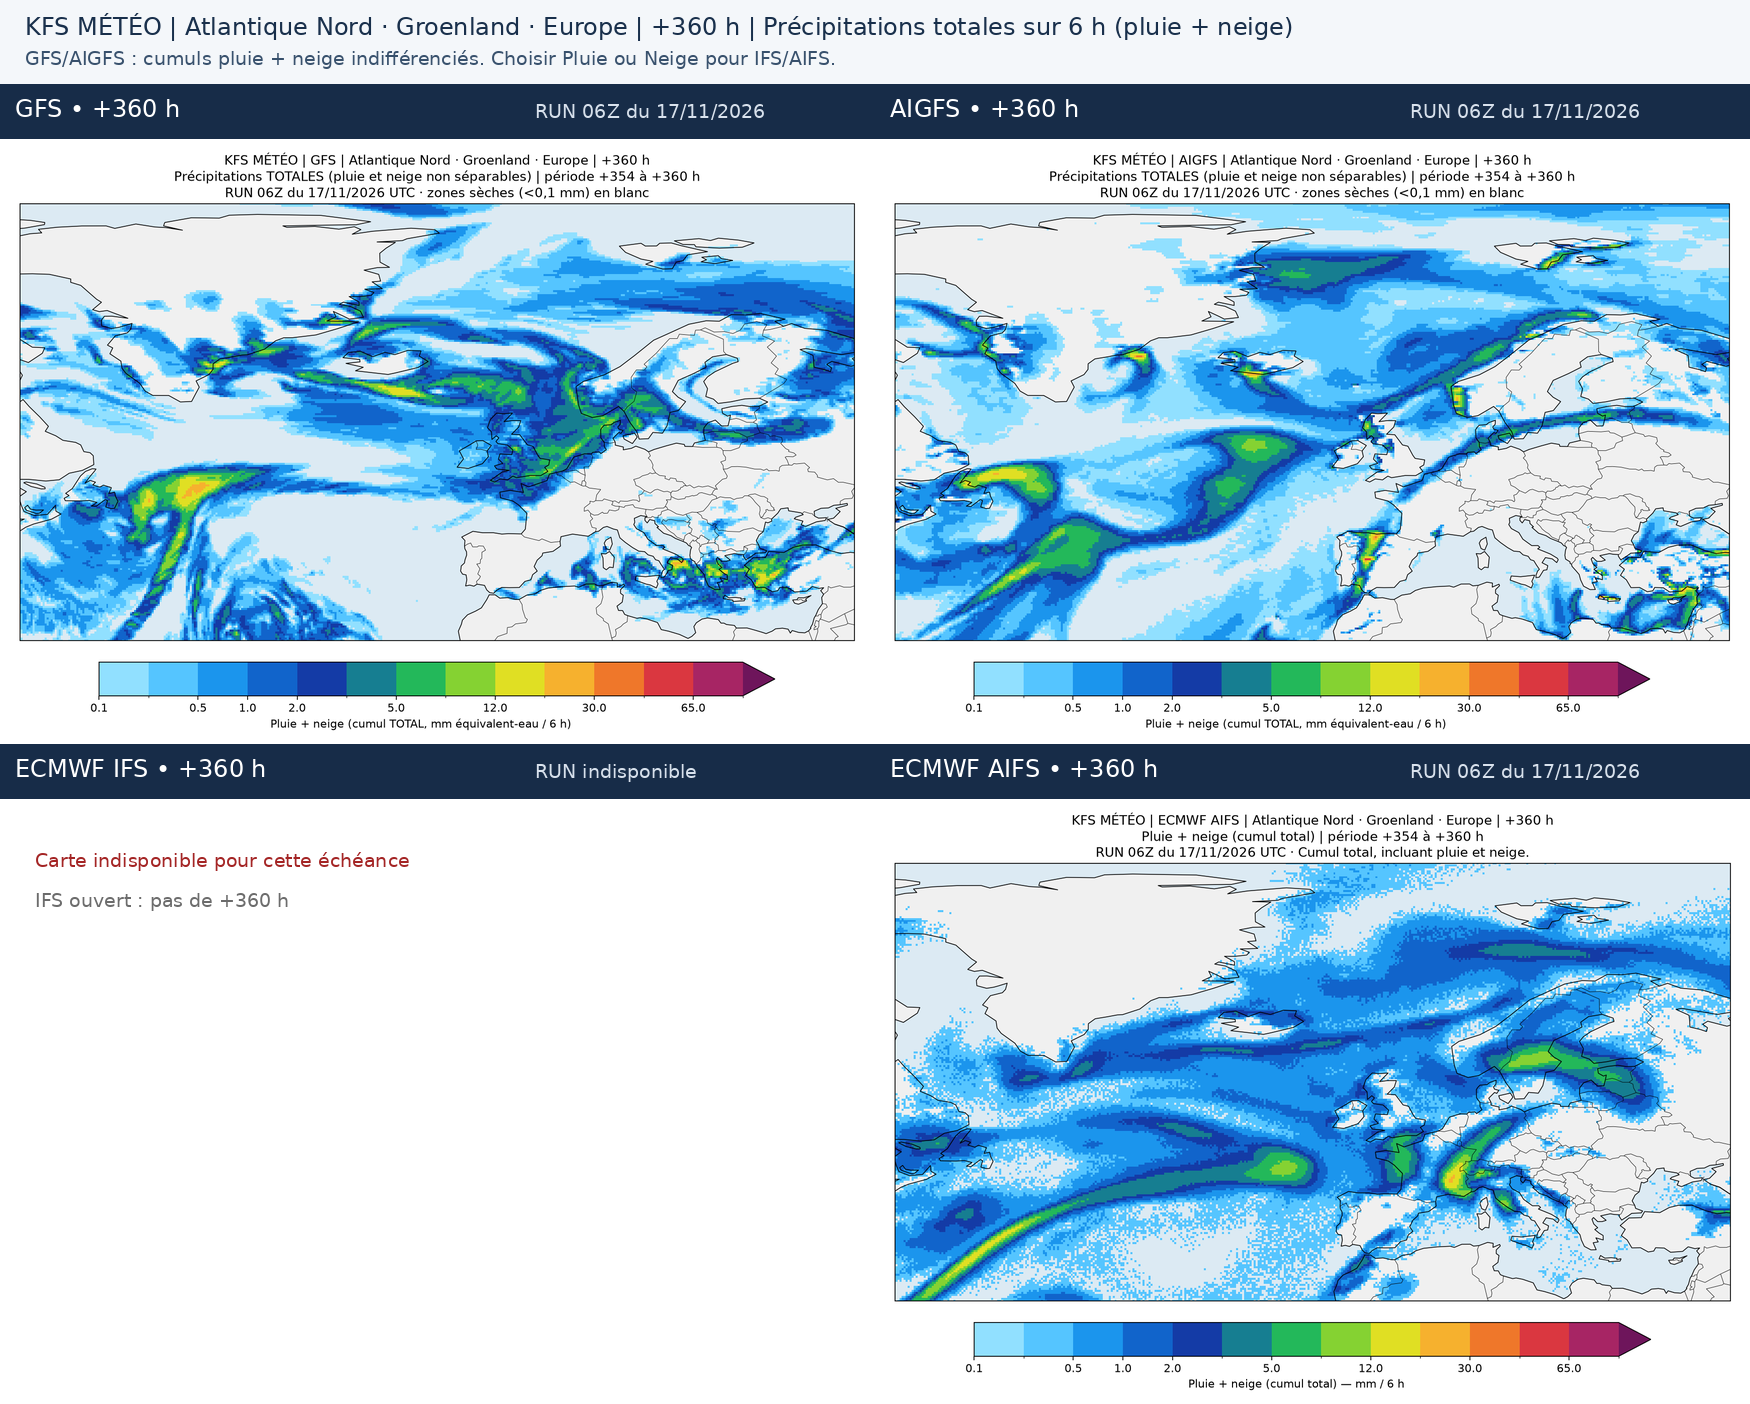 KFS MÉTÉO | Atlantique Nord · Groenland · Europe | +360 h | Précipitations totales sur 6 h (pluie + neige)
GFS/AIGFS : cumuls pluie + neige indifférenciés. Choisir Pluie ou Neige pour IFS/AIFS.
GFS • +360 h
RUN 06Z du 17/11/2026
AIGFS • +360 h
RUN 06Z du 17/11/2026
KFS MÉTÉO | GFS | Atlantique Nord · Groenland · Europe | +360 h
Précipitations TOTALES (pluie et neige non séparables) | période +354 à +360 h
RUN 06Z du 17/11/2026 UTC · zones sèches (<0,1 mm) en blanc
KFS MÉTÉO | AIGFS | Atlantique Nord · Groenland · Europe | +360 h
Précipitations TOTALES (pluie et neige non séparables) | période +354 à +360 h
RUN 06Z du 17/11/2026 UTC · zones sèches (<0,1 mm) en blanc
0.1 0.5 1.0 2.0 5.0 12.0 30.0 65.0
Pluie + neige (cumul TOTAL, mm équivalent-eau / 6 h)
0.1 0.5 1.0 2.0 5.0 12.0 30.0 65.0
Pluie + neige (cumul TOTAL, mm équivalent-eau / 6 h)
ECMWF IFS • +360 h
RUN indisponible
ECMWF AIFS • +360 h
RUN 06Z du 17/11/2026
Carte indisponible pour cette échéance
IFS ouvert : pas de +360 h
KFS MÉTÉO | ECMWF AIFS | Atlantique Nord · Groenland · Europe | +360 h
Pluie + neige (cumul total) | période +354 à +360 h
RUN 06Z du 17/11/2026 UTC · Cumul total, incluant pluie et neige.
0.1 0.5 1.0 2.0 5.0 12.0 30.0 65.0
Pluie + neige (cumul total) — mm / 6 h